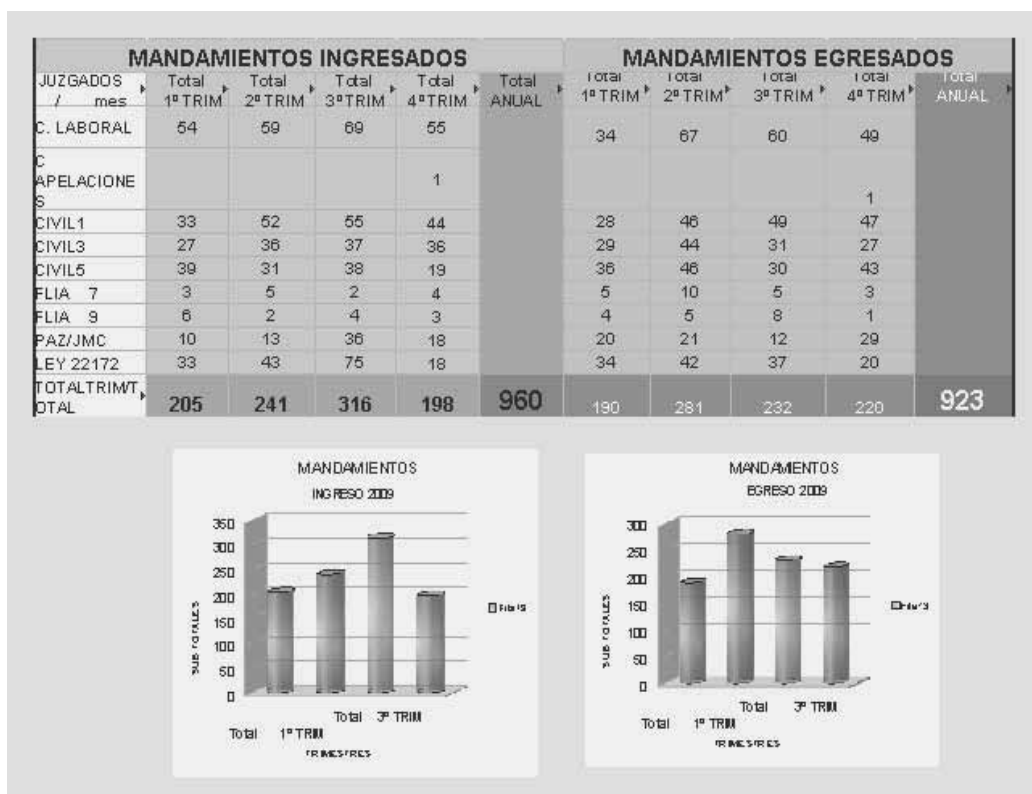 MANDAMIENTOS INGRESADOS MANDAMIENTOS EGRESADOS
JUZGADOS / mes Total 1º TRIM Total 2º TRIM Total 3º TRIM Total 4º TRIM Total ANUAL Total 1º TRIM Total 2º TRIM Total 3º TRIM Total 4º TRIM Total ANUAL
C. LABORAL 54 59 69 55 34 67 60 49
C APELACIONES 1 1
CIVIL1 33 52 55 44 28 46 49 47
CIVIL3 27 36 37 36 29 44 31 27
CIVIL5 39 31 38 19 36 46 30 43
FLIA 7 3 5 2 4 5 10 5 3
FLIA 9 6 2 4 3 4 5 8 1
PAZ/JMC 10 13 36 18 20 21 12 29
LEY 22172 33 43 75 18 34 42 37 20
TOTALTRIM/TOTAL 205 241 316 198 960 190 281 232 220 923
MANDAMIENTOS
INGRESO 2009
350
300
250
200
150
100
50
0
SUB TOTALES
Total 1º TRIM
Total 3º TRIM
TRIMESTRES
MANDAMIENTOS
EGRESO 2009
300
250
200
150
100
50
0
SUB TOTALES
Total 1º TRIM
Total 3º TRIM
TRIMESTRES